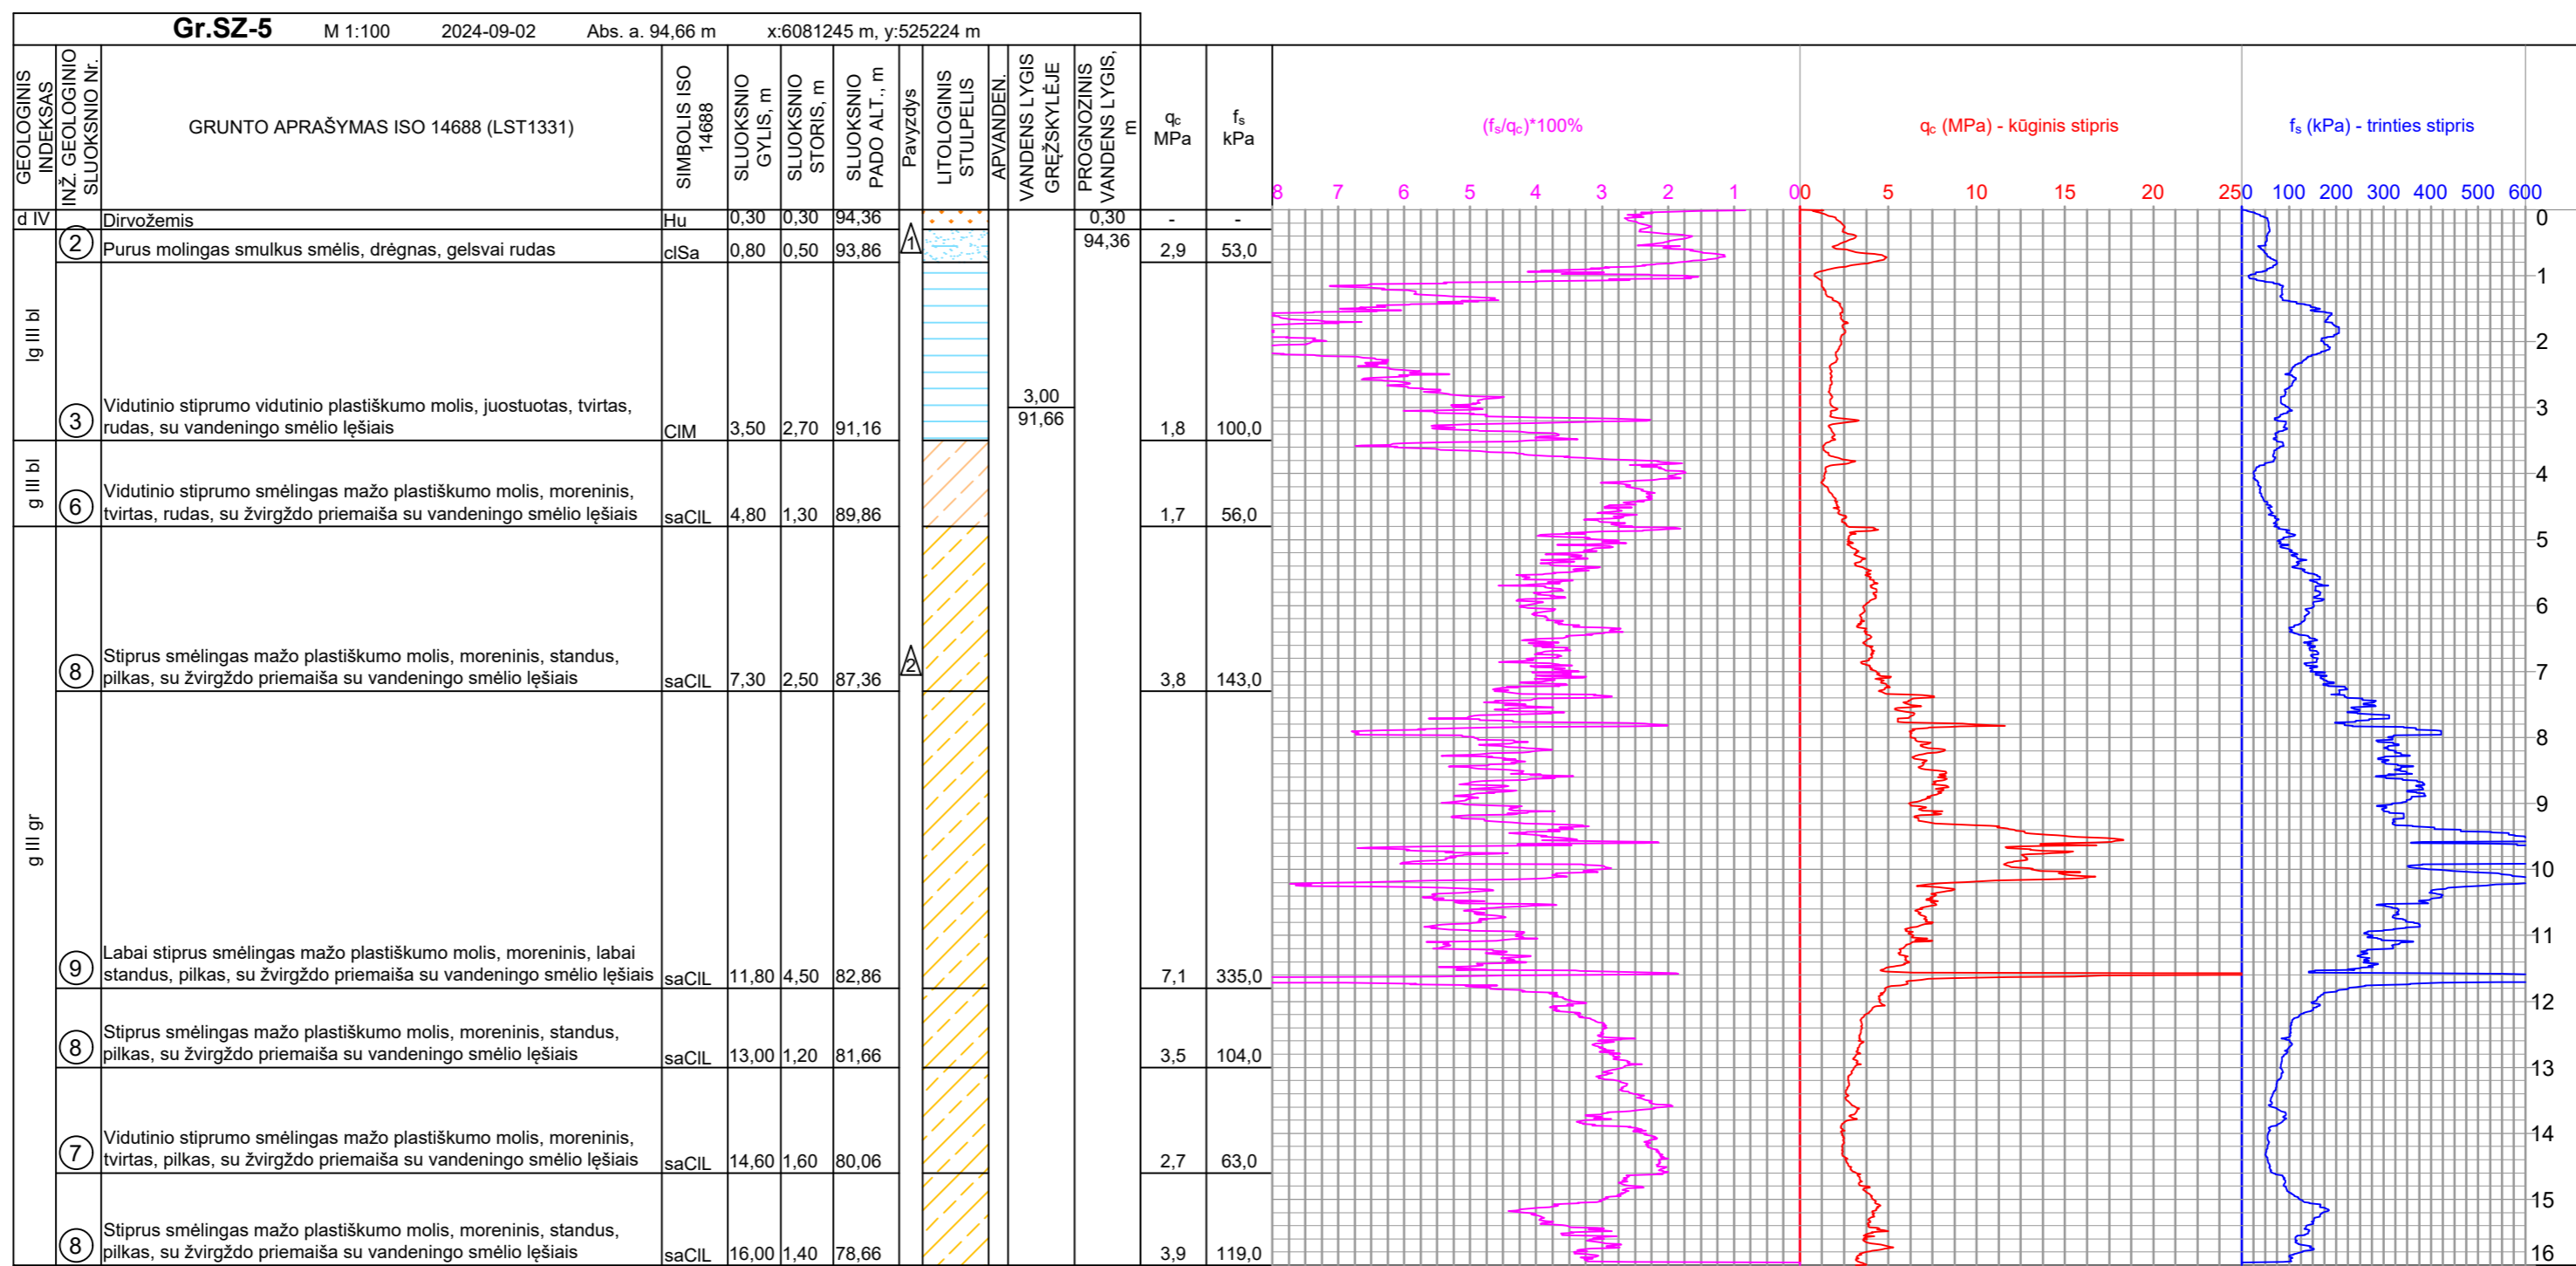 Gr.SZ-5 M 1:100 2024-09-02 Abs. a. 94,66 m x:6081245 m, y:525224 m
GEOLOGINIS INDEKSAS
INŽ. GEOLOGINIO SLUOKSNIO Nr.
GRUNTO APRAŠYMAS ISO 14688 (LST1331)
SIMBOLIS ISO 14688
SLUOKSNIO GYLIS, m
SLUOKSNIO STORIS, m
SLUOKSNIO PADO ALT., m
Pavyzdys
LITOLOGINIS STULPELIS
APVANDEN.
VANDENS LYGIS GRĘŽSKYLĖJE
PROGNOZINIS VANDENS LYGIS, m
qc MPa
fs kPa
(fs/qc)*100%
qc (MPa) - kūginis stipris
fs (kPa) - trinties stipris
8 7 6 5 4 3 2 1 0
0 5 10 15 20 25
0 100 200 300 400 500 600
d IV Dirvožemis Hu 0,30 0,30 94,36 0,30 - -
94,36
2 Purus molingas smulkus smėlis, drėgnas, gelsvai rudas clSa 0,80 0,50 93,86 1 2,9 53,0
lg III bl
3,00
91,66
3 Vidutinio stiprumo vidutinio plastiškumo molis, juostuotas, tvirtas,
rudas, su vandeningo smėlio lęšiais ClM 3,50 2,70 91,16 1,8 100,0
g III bl
6 Vidutinio stiprumo smėlingas mažo plastiškumo molis, moreninis,
tvirtas, rudas, su žvirgždo priemaiša su vandeningo smėlio lęšiais saClL 4,80 1,30 89,86 1,7 56,0
8 Stiprus smėlingas mažo plastiškumo molis, moreninis, standus,
pilkas, su žvirgždo priemaiša su vandeningo smėlio lęšiais saClL 7,30 2,50 87,36 2 3,8 143,0
g III gr
9 Labai stiprus smėlingas mažo plastiškumo molis, moreninis, labai
standus, pilkas, su žvirgždo priemaiša su vandeningo smėlio lęšiais saClL 11,80 4,50 82,86 7,1 335,0
8 Stiprus smėlingas mažo plastiškumo molis, moreninis, standus,
pilkas, su žvirgždo priemaiša su vandeningo smėlio lęšiais saClL 13,00 1,20 81,66 3,5 104,0
7 Vidutinio stiprumo smėlingas mažo plastiškumo molis, moreninis,
tvirtas, pilkas, su žvirgždo priemaiša su vandeningo smėlio lęšiais saClL 14,60 1,60 80,06 2,7 63,0
8 Stiprus smėlingas mažo plastiškumo molis, moreninis, standus,
pilkas, su žvirgždo priemaiša su vandeningo smėlio lęšiais saClL 16,00 1,40 78,66 3,9 119,0
0
1
2
3
4
5
6
7
8
9
10
11
12
13
14
15
16